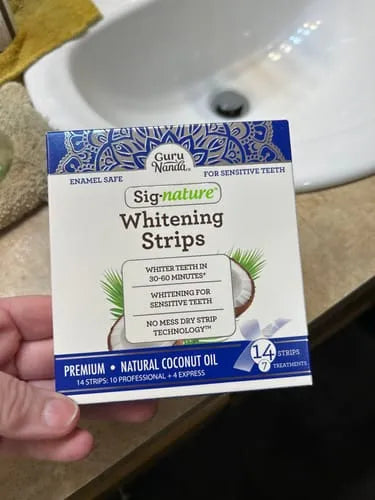 Guru
Nanda
ENAMEL SAFE
FOR SENSITIVE TEETH
Sig-nature™
Whitening
Strips
WHITER TEETH IN
30-60 MINUTES*
WHITENING FOR
SENSITIVE TEETH
NO MESS DRY STRIP
TECHNOLOGY™
PREMIUM • NATURAL COCONUT OIL
14 STRIPS: 10 PROFESSIONAL + 4 EXPRESS
14 STRIPS
7 TREATMENTS